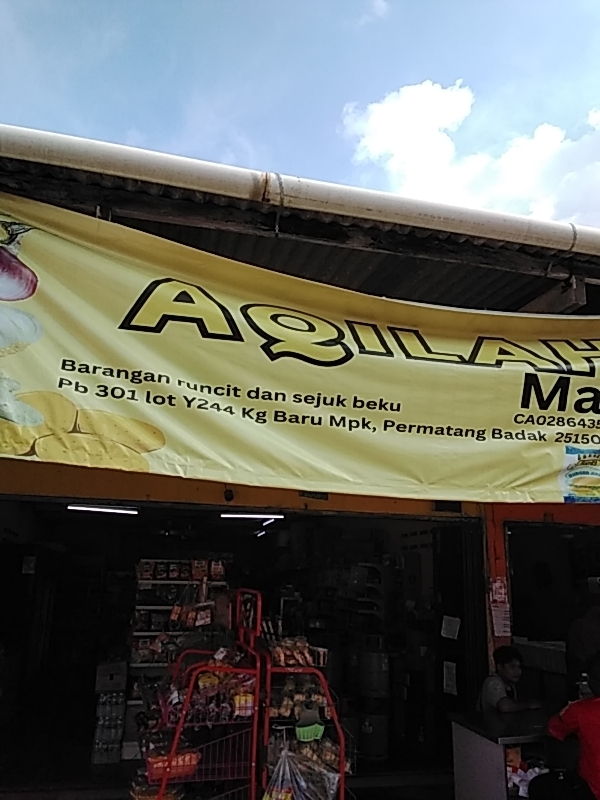 AQILAH
Ma
Barangan runcit dan sejuk beku
CA0286435
Pb 301 lot Y244 Kg Baru Mpk, Permatang Badak 25150